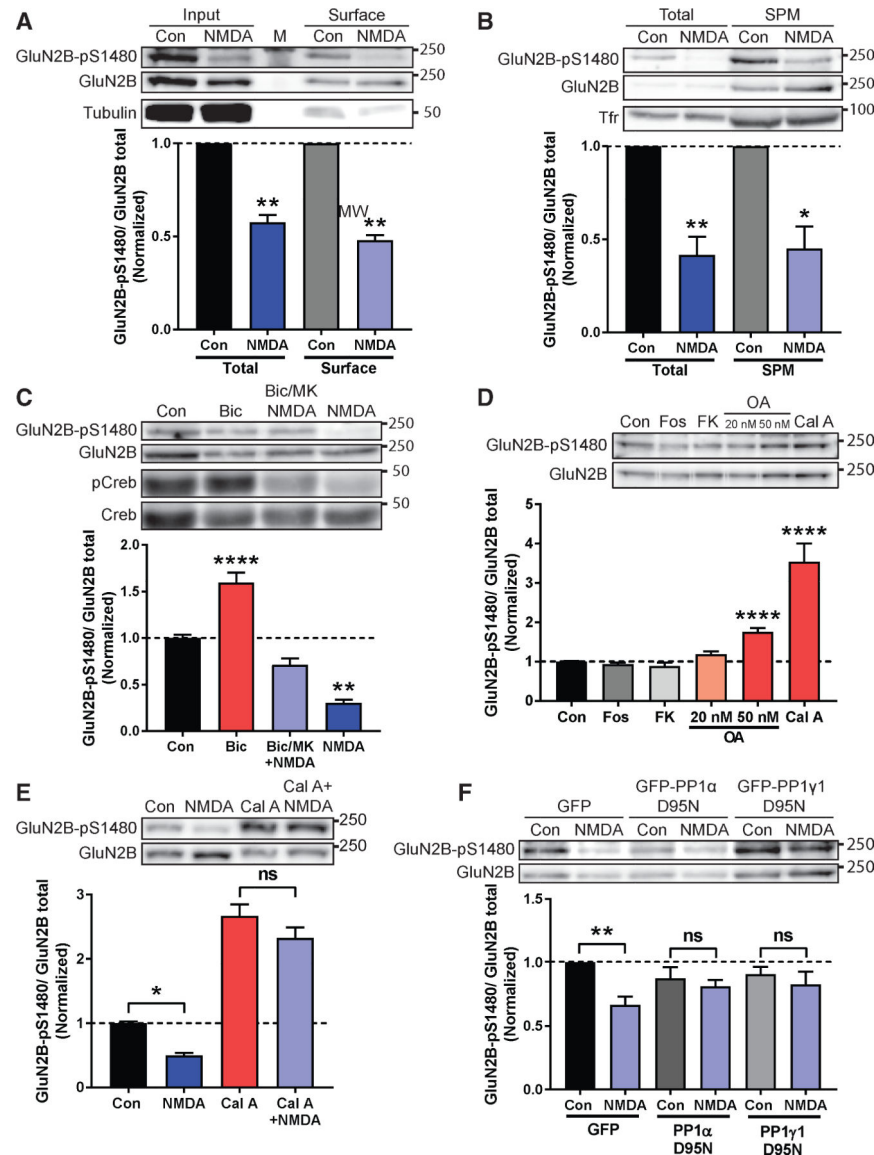 A
Input Surface
Con NMDA M Con NMDA
GluN2B-pS1480 250
GluN2B 250
Tubulin 50
GluN2B-pS1480/ GluN2B total
(Normalized)
1.0
0.5
0.0
** MW **
Con NMDA Con NMDA
Total Surface
B
Total SPM
Con NMDA Con NMDA
GluN2B-pS1480 250
GluN2B 250
Tfr 100
GluN2B-pS1480/ GluN2B total
(Normalized)
1.0
0.5
0.0
** *
Con NMDA Con NMDA
Total SPM
C
Bic/MK
Con Bic NMDA NMDA
GluN2B-pS1480 250
GluN2B 250
pCreb 50
Creb 50
GluN2B-pS1480/ GluN2B total
(Normalized)
2.0
1.5
1.0
0.5
0.0
**** **
Con Bic Bic/MK NMDA
+NMDA
D
OA
Con Fos FK 20 nM 50 nM Cal A
GluN2B-pS1480 250
GluN2B 250
GluN2B-pS1480/ GluN2B total
(Normalized)
5
4
3
2
1
0
**** ****
Con Fos FK 20 nM 50 nM Cal A
OA
E
Cal A+
Con NMDA Cal A NMDA
GluN2B-pS1480 250
GluN2B 250
GluN2B-pS1480/ GluN2B total
(Normalized)
3
2
1
0
* ns
Con NMDA Cal A Cal A
+NMDA
F
GFP-PP1α GFP-PP1γ1
GFP D95N D95N
Con NMDA Con NMDA Con NMDA
GluN2B-pS1480 250
GluN2B 250
GluN2B-pS1480/ GluN2B total
(Normalized)
1.5
1.0
0.5
0.0
** ns ns
Con NMDA Con NMDA Con NMDA
GFP PP1α PP1γ1
D95N D95N